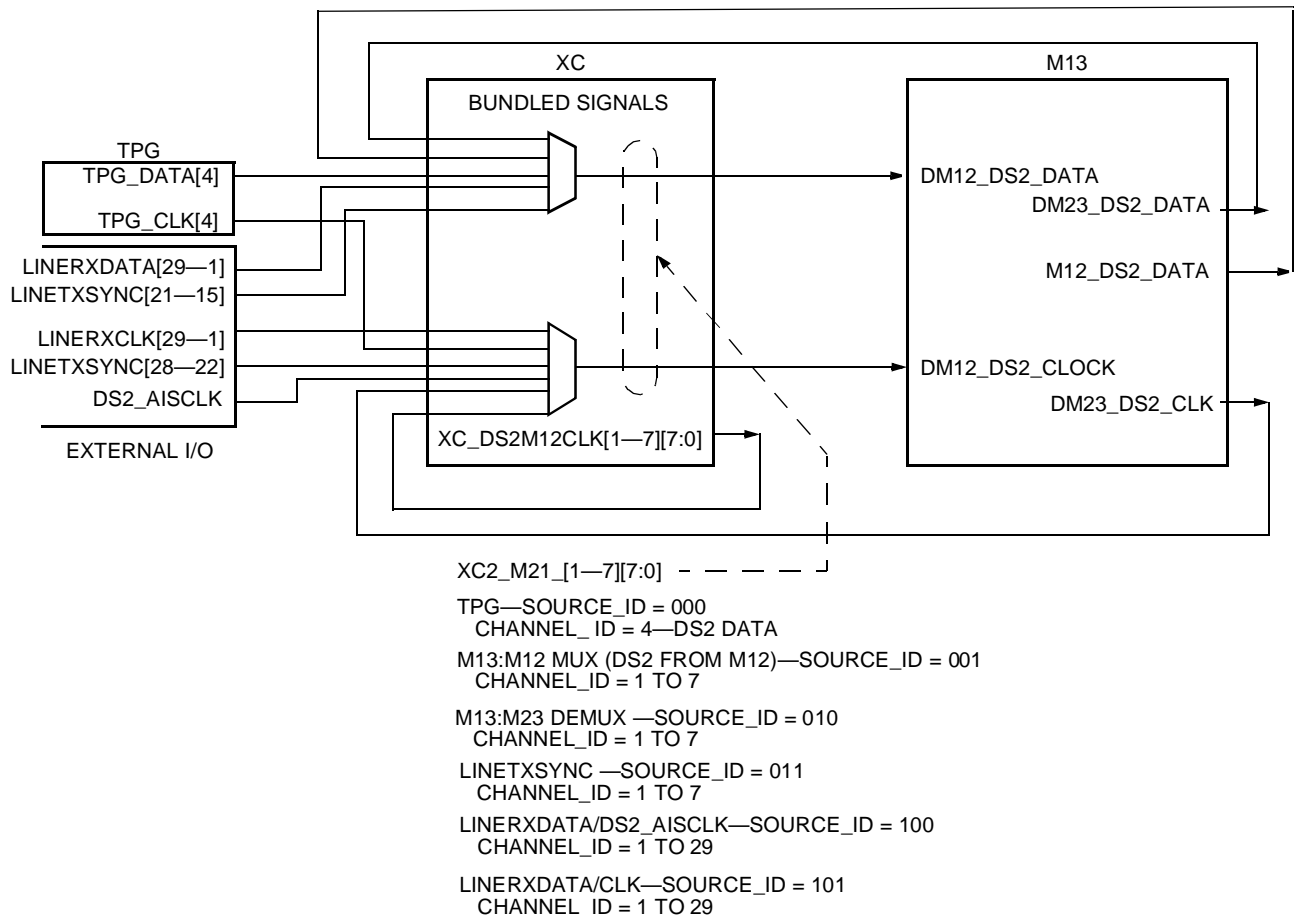 XC
M13
BUNDLED SIGNALS
TPG
TPG_DATA[4]
TPG_CLK[4]
LINERXDATA[29—1]
LINETXSYNC[21—15]
LINERXCLK[29—1]
LINETXSYNC[28—22]
DS2_AISCLK
EXTERNAL I/O
XC_DS2M12CLK[1—7][7:0]
DM12_DS2_DATA
DM23_DS2_DATA
M12_DS2_DATA
DM12_DS2_CLOCK
DM23_DS2_CLK
XC2_M21_[1—7][7:0]
TPG—SOURCE_ID = 000
CHANNEL_ ID = 4—DS2 DATA
M13:M12 MUX (DS2 FROM M12)—SOURCE_ID = 001
CHANNEL_ID = 1 TO 7
M13:M23 DEMUX —SOURCE_ID = 010
CHANNEL_ID = 1 TO 7
LINETXSYNC —SOURCE_ID = 011
CHANNEL_ID = 1 TO 7
LINERXDATA/DS2_AISCLK—SOURCE_ID = 100
CHANNEL_ID = 1 TO 29
LINERXDATA/CLK—SOURCE_ID = 101
CHANNEL_ID = 1 TO 29